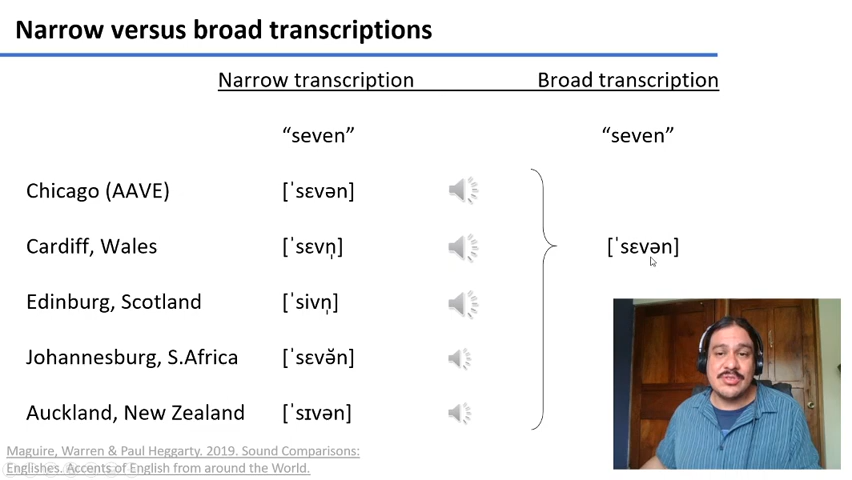 Narrow versus broad transcriptions
Narrow transcription Broad transcription
“seven” “seven”
Chicago (AAVE) [ˈsɛvən]
Cardiff, Wales [ˈsɛvn̩] [ˈsɛvən]
Edinburg, Scotland [ˈsivn̩]
Johannesburg, S.Africa [ˈsɛvə̆n]
Auckland, New Zealand [ˈsɪvən]
Maguire, Warren & Paul Heggarty. 2019. Sound Comparisons:
Englishes. Accents of English from around the World.